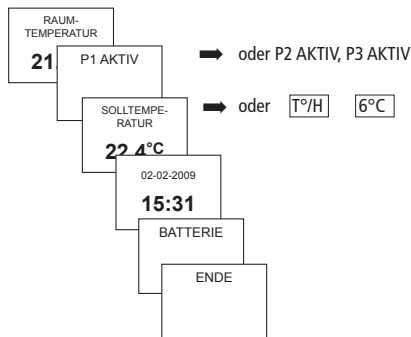 RAUM-
TEMPERATUR
21.
P1 AKTIV
oder P2 AKTIV, P3 AKTIV
SOLLTEMPE-
RATUR
22.4°C
oder T°/H 6°C
02-02-2009
15:31
BATTERIE
ENDE